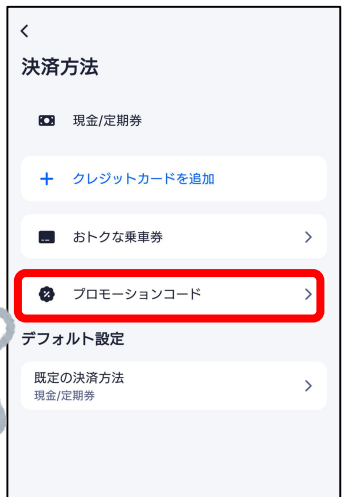 決済方法
現金/定期券
クレジットカードを追加
おトクな乗車券
プロモーションコード
デフォルト設定
既定の決済方法
現金/定期券